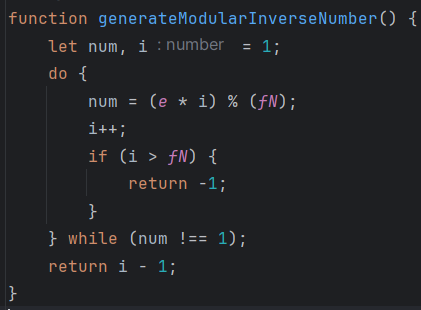 function generateModularInverseNumber() {
    let num, i : number = 1;
    do {
        num = (e * i) % (fN);
        i++;
        if (i > fN) {
            return -1;
        }
    } while (num !== 1);
    return i - 1;
}